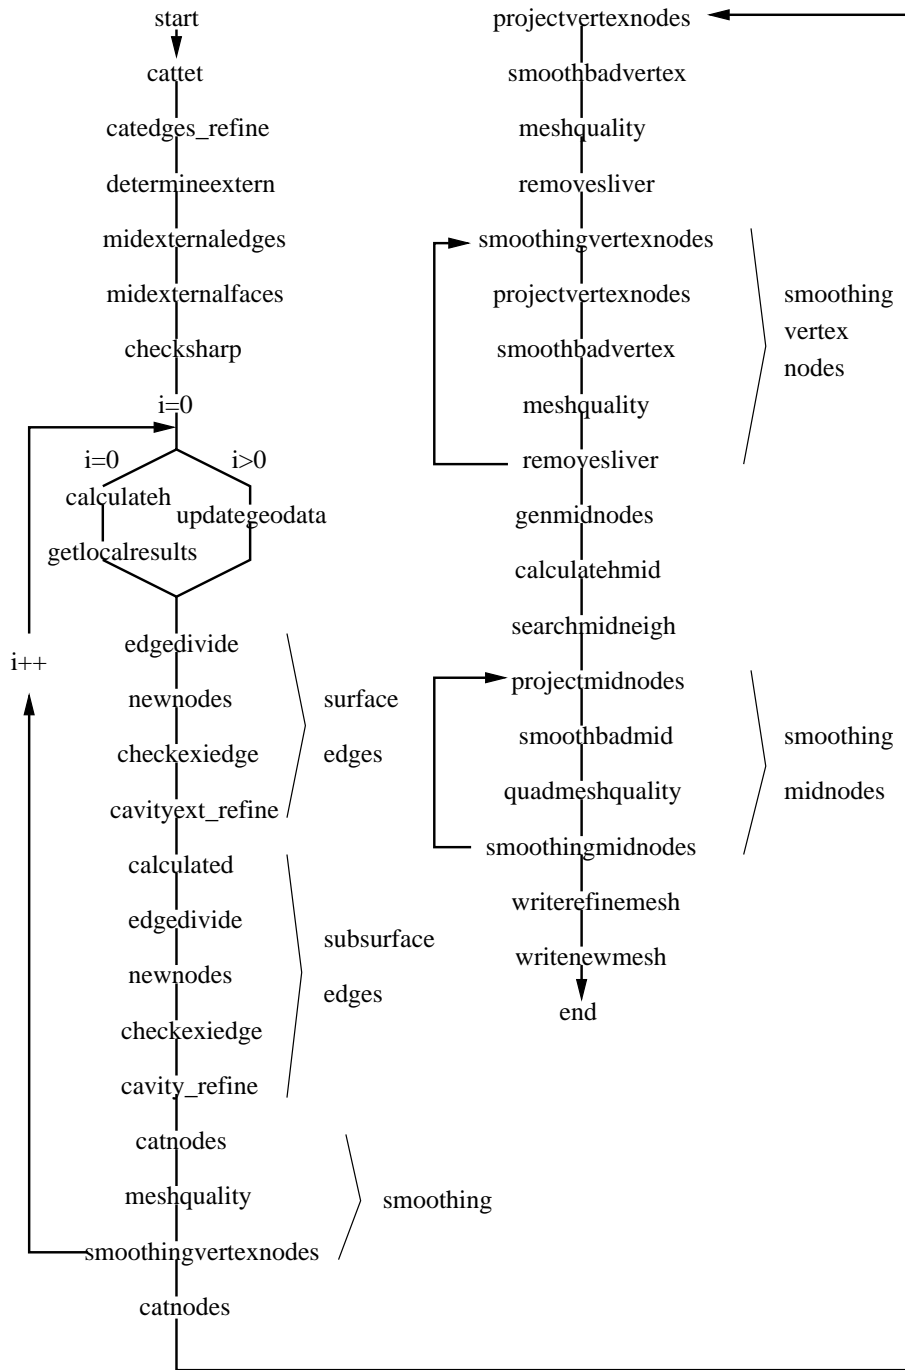 start
cattet
catedges_refine
determineextern
midexternaledges
midexternalfaces
checksharp
i=0
i=0
i>0
calculateh
updategeodata
getlocalresults
i++
edgedivide
newnodes
checkexiedge
cavityext_refine
surface
edges
calculated
edgedivide
newnodes
checkexiedge
cavity_refine
subsurface
edges
catnodes
meshquality
smoothingvertexnodes
smoothing
catnodes
projectvertexnodes
smoothbadvertex
meshquality
removesliver
smoothingvertexnodes
projectvertexnodes
smoothbadvertex
meshquality
removesliver
smoothing
vertex
nodes
genmidnodes
calculatehmid
searchmidneigh
projectmidnodes
smoothbadmid
quadmeshquality
smoothingmidnodes
smoothing
midnodes
writerefinemesh
writenewmesh
end